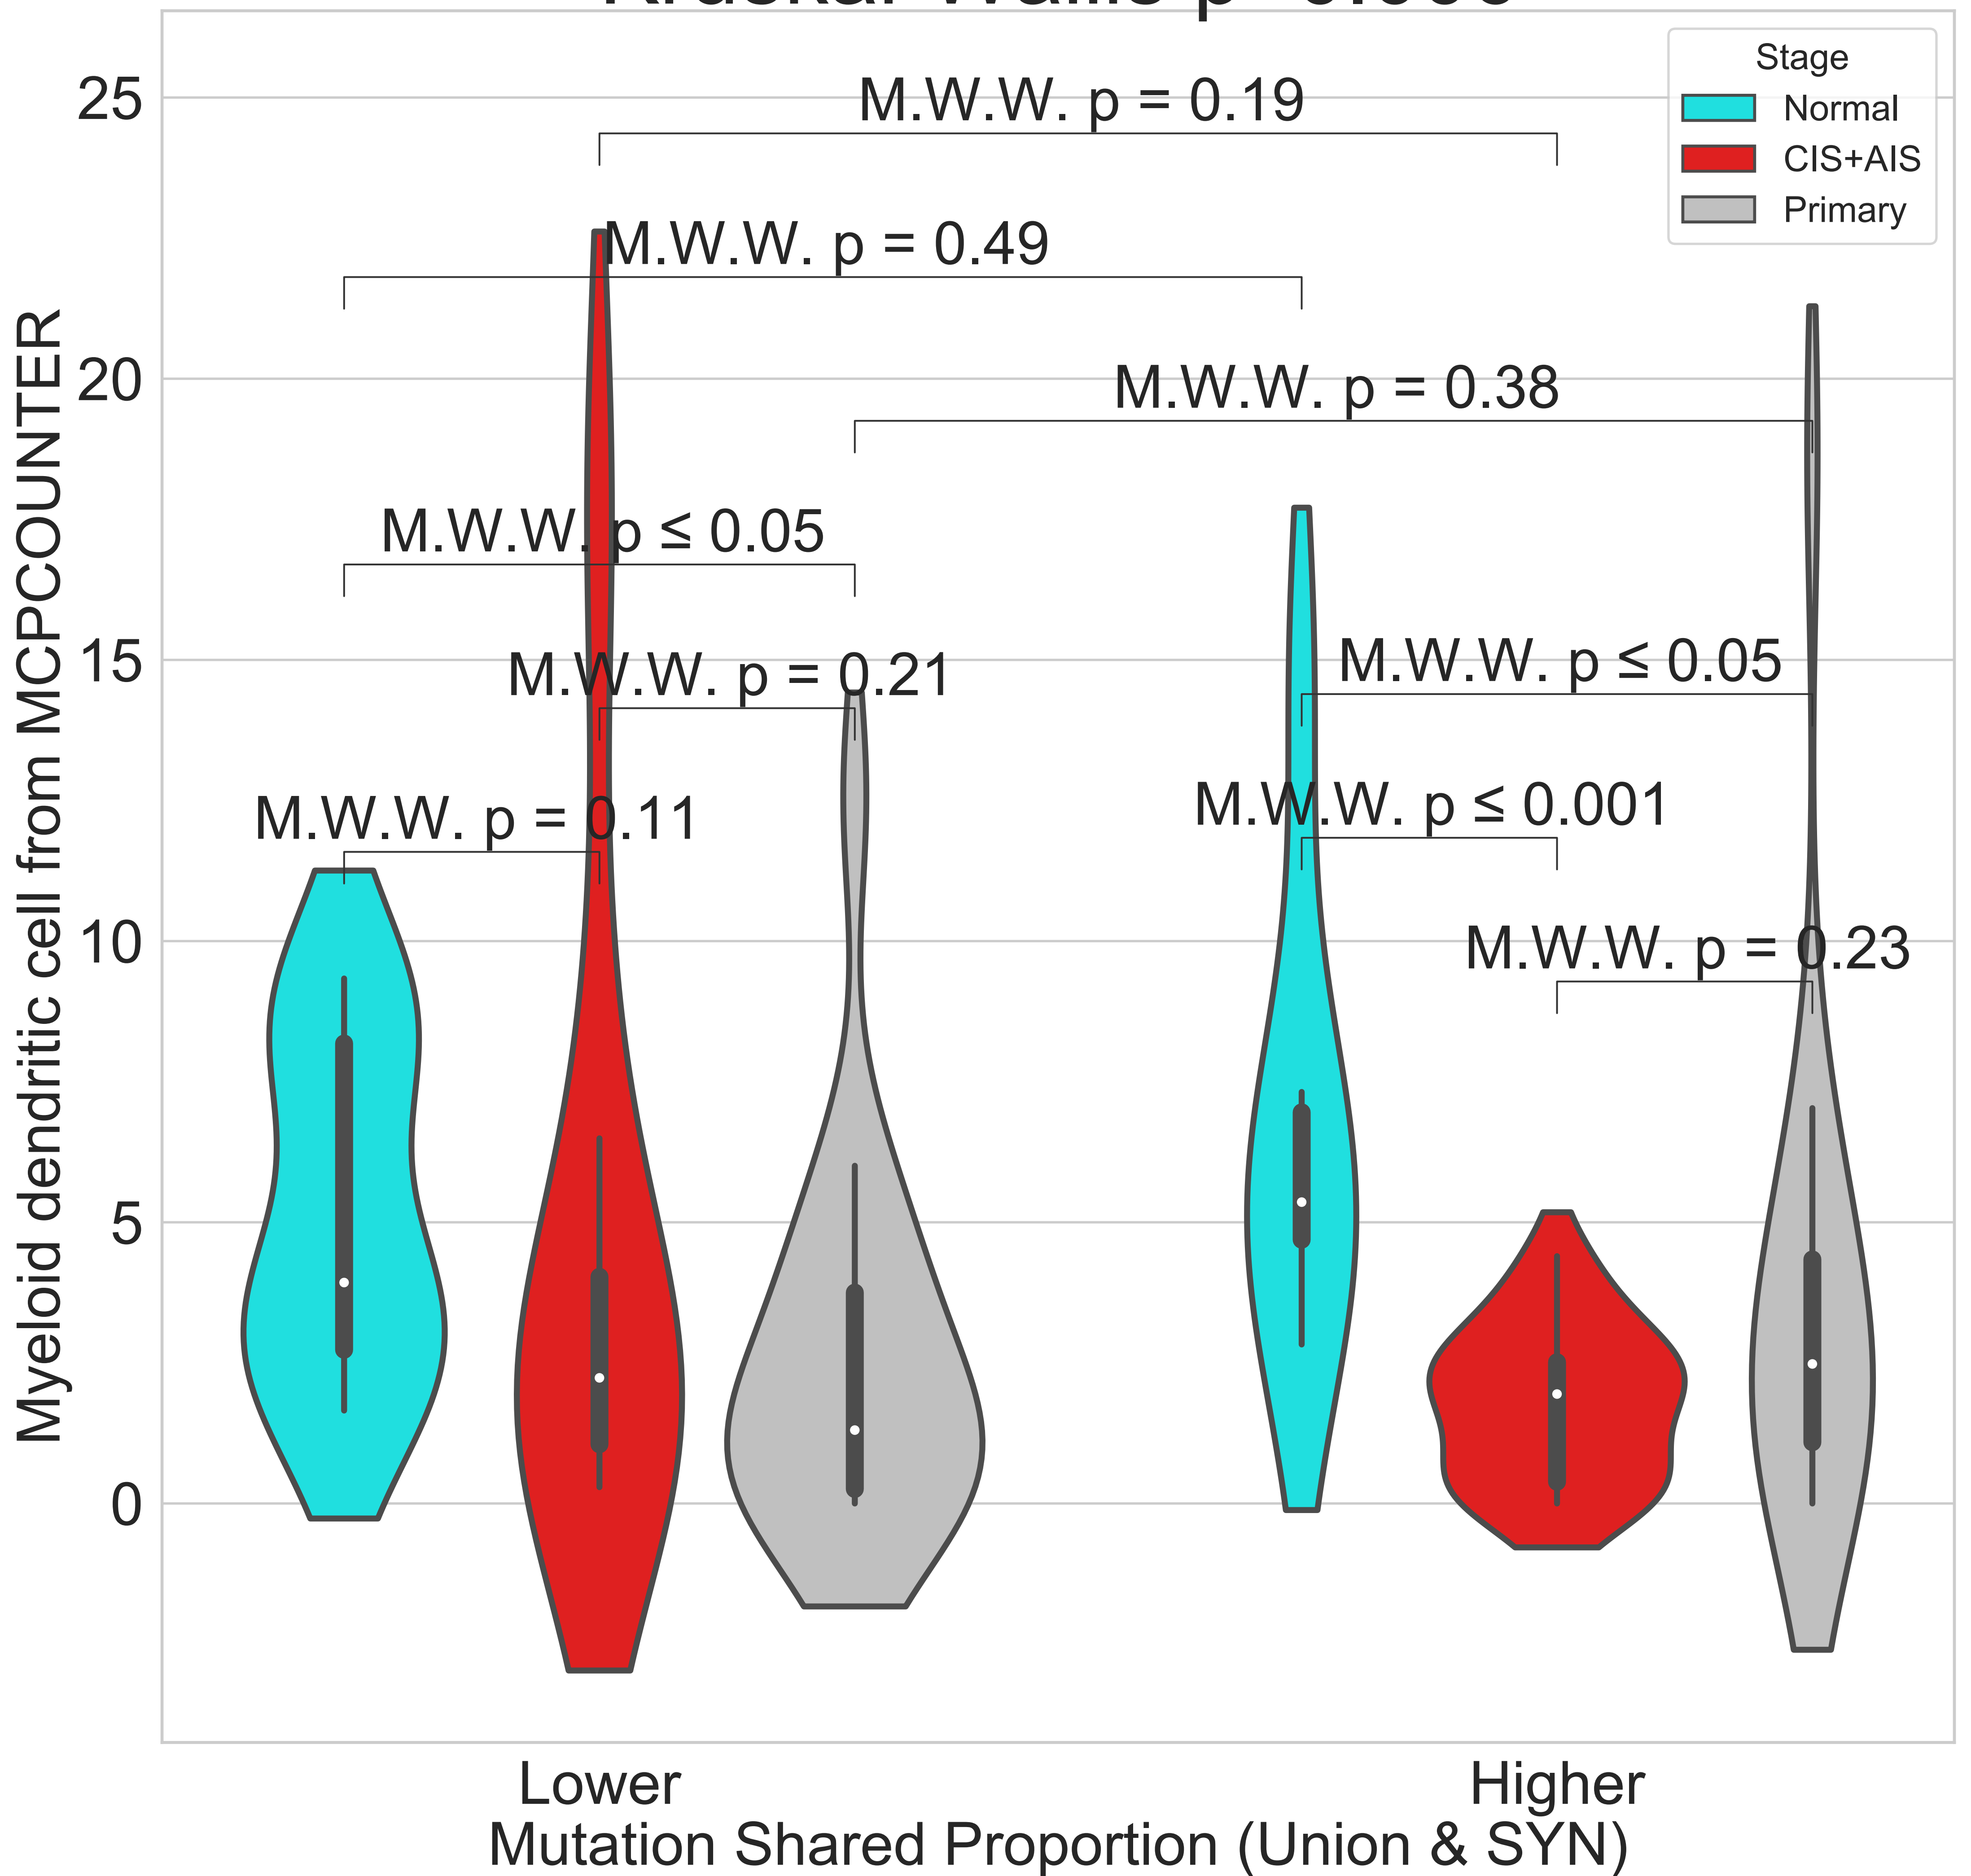 Stage
Normal
CIS+AIS
Primary
25
20
15
10
5
0
Myeloid dendritic cell from MCPCOUNTER
M.W.W. p = 0.19
M.W.W. p = 0.49
M.W.W. p = 0.38
M.W.W. p ≤ 0.05
M.W.W. p = 0.21
M.W.W. p ≤ 0.05
M.W.W. p = 0.11
M.W.W. p ≤ 0.001
M.W.W. p = 0.23
Lower
Higher
Mutation Shared Proportion (Union & SYN)